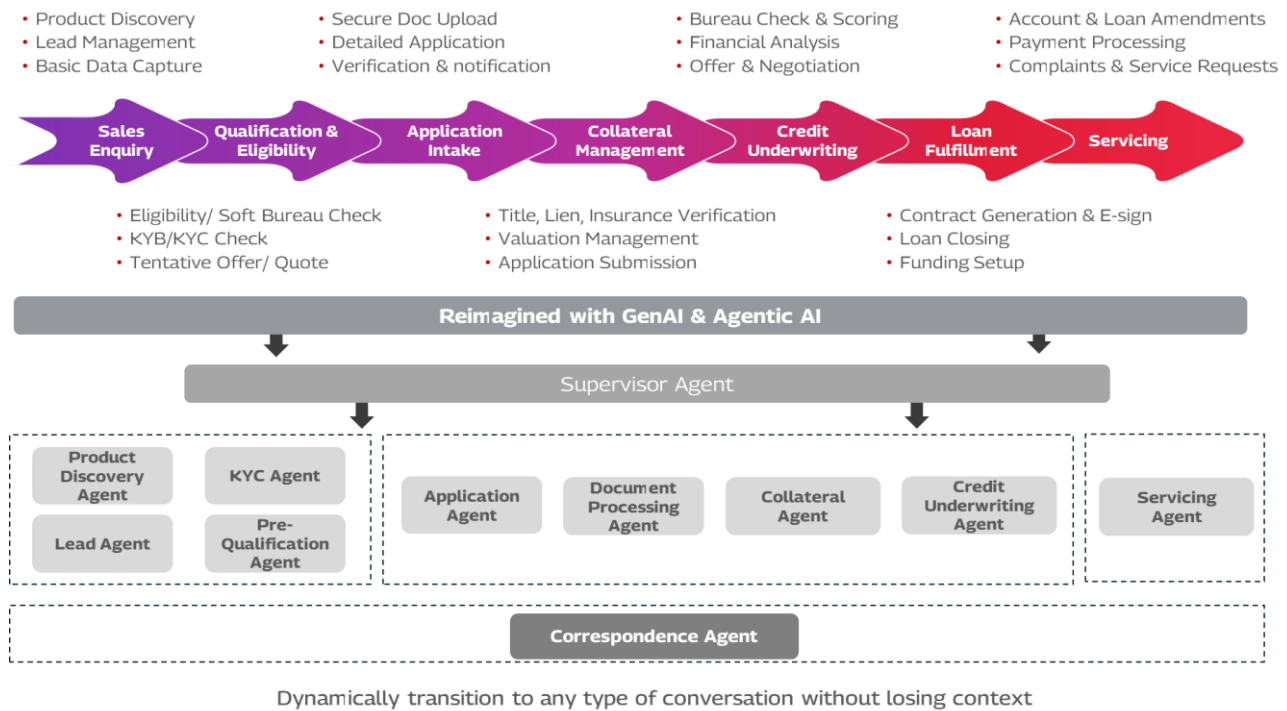 • Product Discovery
• Lead Management
• Basic Data Capture
• Secure Doc Upload
• Detailed Application
• Verification & notification
• Bureau Check & Scoring
• Financial Analysis
• Offer & Negotiation
• Account & Loan Amendments
• Payment Processing
• Complaints & Service Requests
Sales
Enquiry
Qualification &
Eligibility
Application
Intake
Collateral
Management
Credit
Underwriting
Loan
Fulfillment
Servicing
• Eligibility/ Soft Bureau Check
• KYB/KYC Check
• Tentative Offer/ Quote
• Title, Lien, Insurance Verification
• Valuation Management
• Application Submission
• Contract Generation & E-sign
• Loan Closing
• Funding Setup
Reimagined with GenAI & Agentic AI
Supervisor Agent
Product
Discovery
Agent
KYC Agent
Lead Agent
Pre-
Qualification
Agent
Application
Agent
Document
Processing
Agent
Collateral
Agent
Credit
Underwriting
Agent
Servicing
Agent
Correspondence Agent
Dynamically transition to any type of conversation without losing context